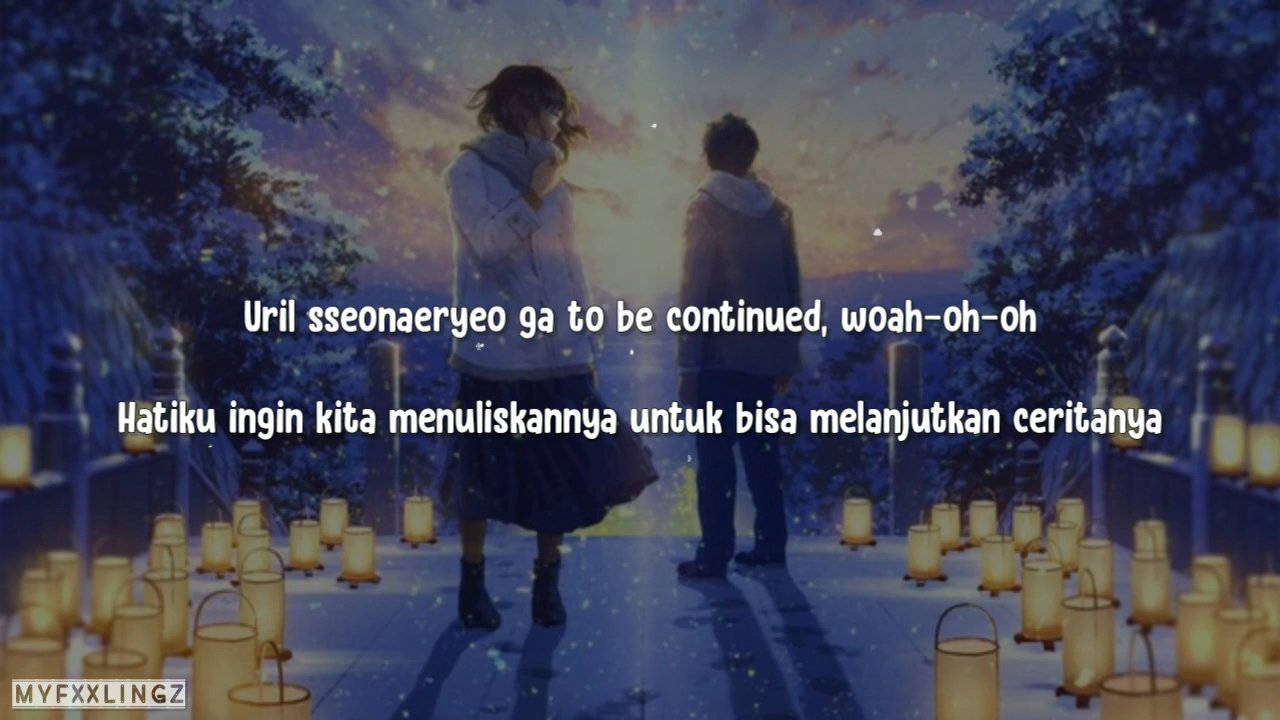 Uril sseonaeryeo ga to be continued, woah-oh-oh
Hatiku ingin kita menuliskannya untuk bisa melanjutkan ceritanya
MYFXXLINGZ